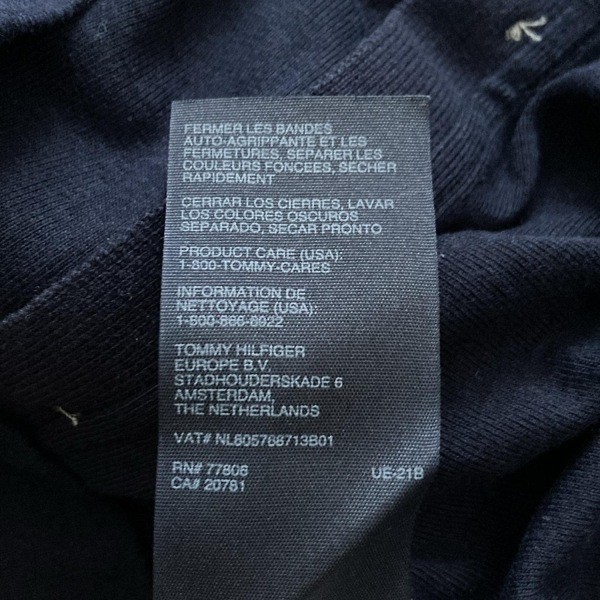 FERMER LES BANDES
AUTO-AGRIPPANTE ET LES
FERMETURES, SEPARER LES
COULEURS FONCEES, SECHER
RAPIDEMENT
CERRAR LOS CIERRES, LAVAR
LOS COLORES OSCUROS
SEPARADO, SECAR PRONTO
PRODUCT CARE (USA):
1-800-TOMMY-CARES
INFORMATION DE
NETTOYAGE (USA):
1-800-866-6922
TOMMY HILFIGER
EUROPE B.V.
STADHOUDERSKADE 6
AMSTERDAM,
THE NETHERLANDS
VAT# NL605768713B01
RN# 77806 UE-21B
CA# 20781